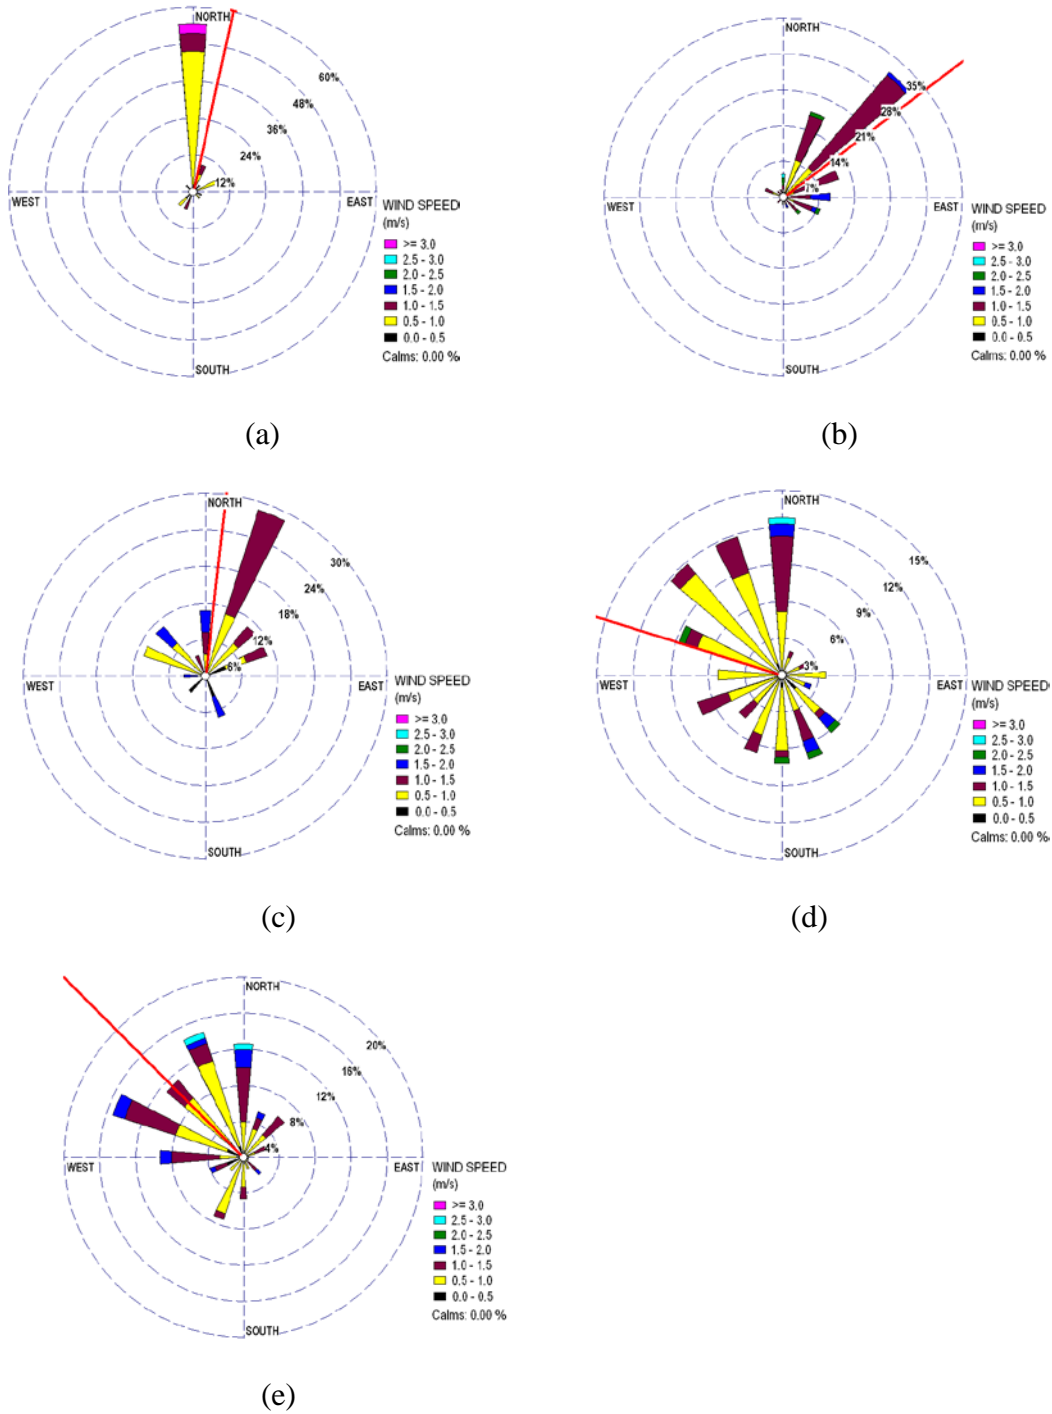 NORTH
60%
48%
36%
24%
12%
WEST
EAST
SOUTH
WIND SPEED
(m/s)
>= 3.0
2.5 - 3.0
2.0 - 2.5
1.5 - 2.0
1.0 - 1.5
0.5 - 1.0
0.0 - 0.5
Calms: 0.00 %
(a)
NORTH
35%
28%
21%
14%
7%
WEST
EAST
SOUTH
WIND SPEED
(m/s)
>= 3.0
2.5 - 3.0
2.0 - 2.5
1.5 - 2.0
1.0 - 1.5
0.5 - 1.0
0.0 - 0.5
Calms: 0.00 %
(b)
NORTH
30%
24%
18%
12%
6%
WEST
EAST
SOUTH
WIND SPEED
(m/s)
>= 3.0
2.5 - 3.0
2.0 - 2.5
1.5 - 2.0
1.0 - 1.5
0.5 - 1.0
0.0 - 0.5
Calms: 0.00 %
(c)
NORTH
15%
12%
9%
6%
3%
WEST
EAST
SOUTH
WIND SPEED
(m/s)
>= 3.0
2.5 - 3.0
2.0 - 2.5
1.5 - 2.0
1.0 - 1.5
0.5 - 1.0
0.0 - 0.5
Calms: 0.00 %
(d)
NORTH
20%
16%
12%
8%
4%
WEST
EAST
SOUTH
WIND SPEED
(m/s)
>= 3.0
2.5 - 3.0
2.0 - 2.5
1.5 - 2.0
1.0 - 1.5
0.5 - 1.0
0.0 - 0.5
Calms: 0.00 %
(e)